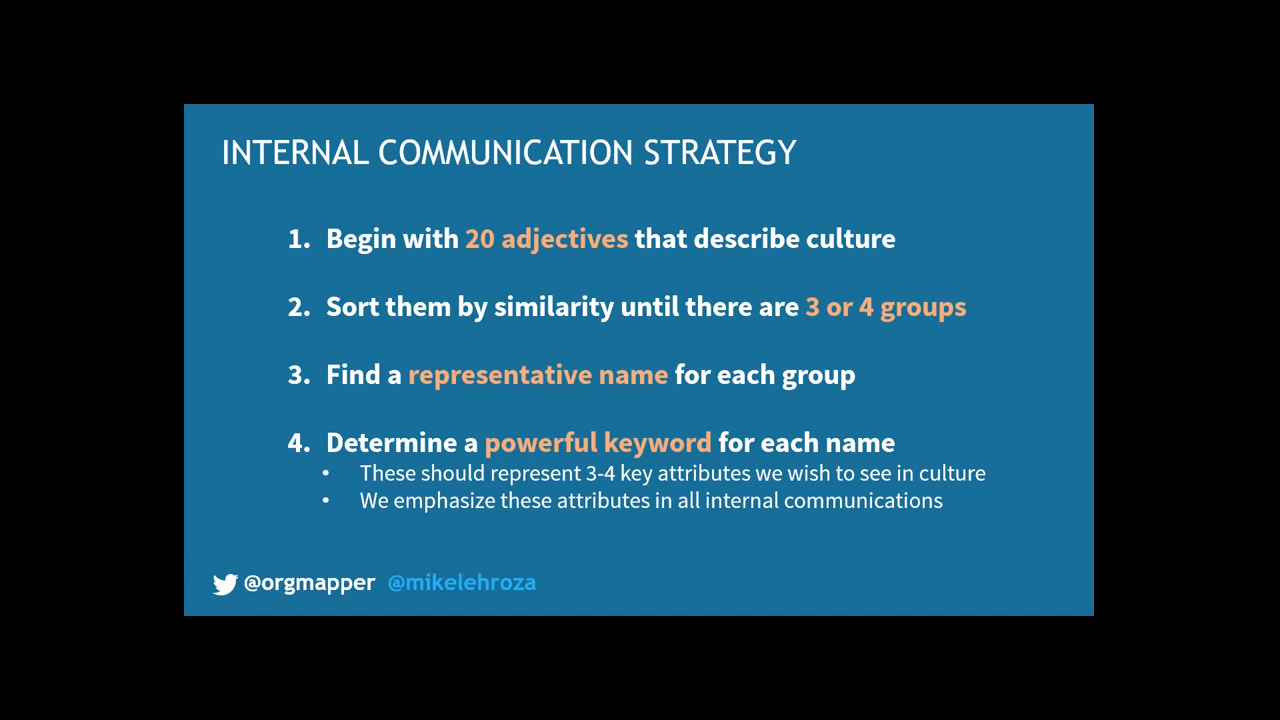 INTERNAL COMMUNICATION STRATEGY
1. Begin with 20 adjectives that describe culture
2. Sort them by similarity until there are 3 or 4 groups
3. Find a representative name for each group
4. Determine a powerful keyword for each name
• These should represent 3-4 key attributes we wish to see in culture
• We emphasize these attributes in all internal communications
@orgmapper @mikelehroza